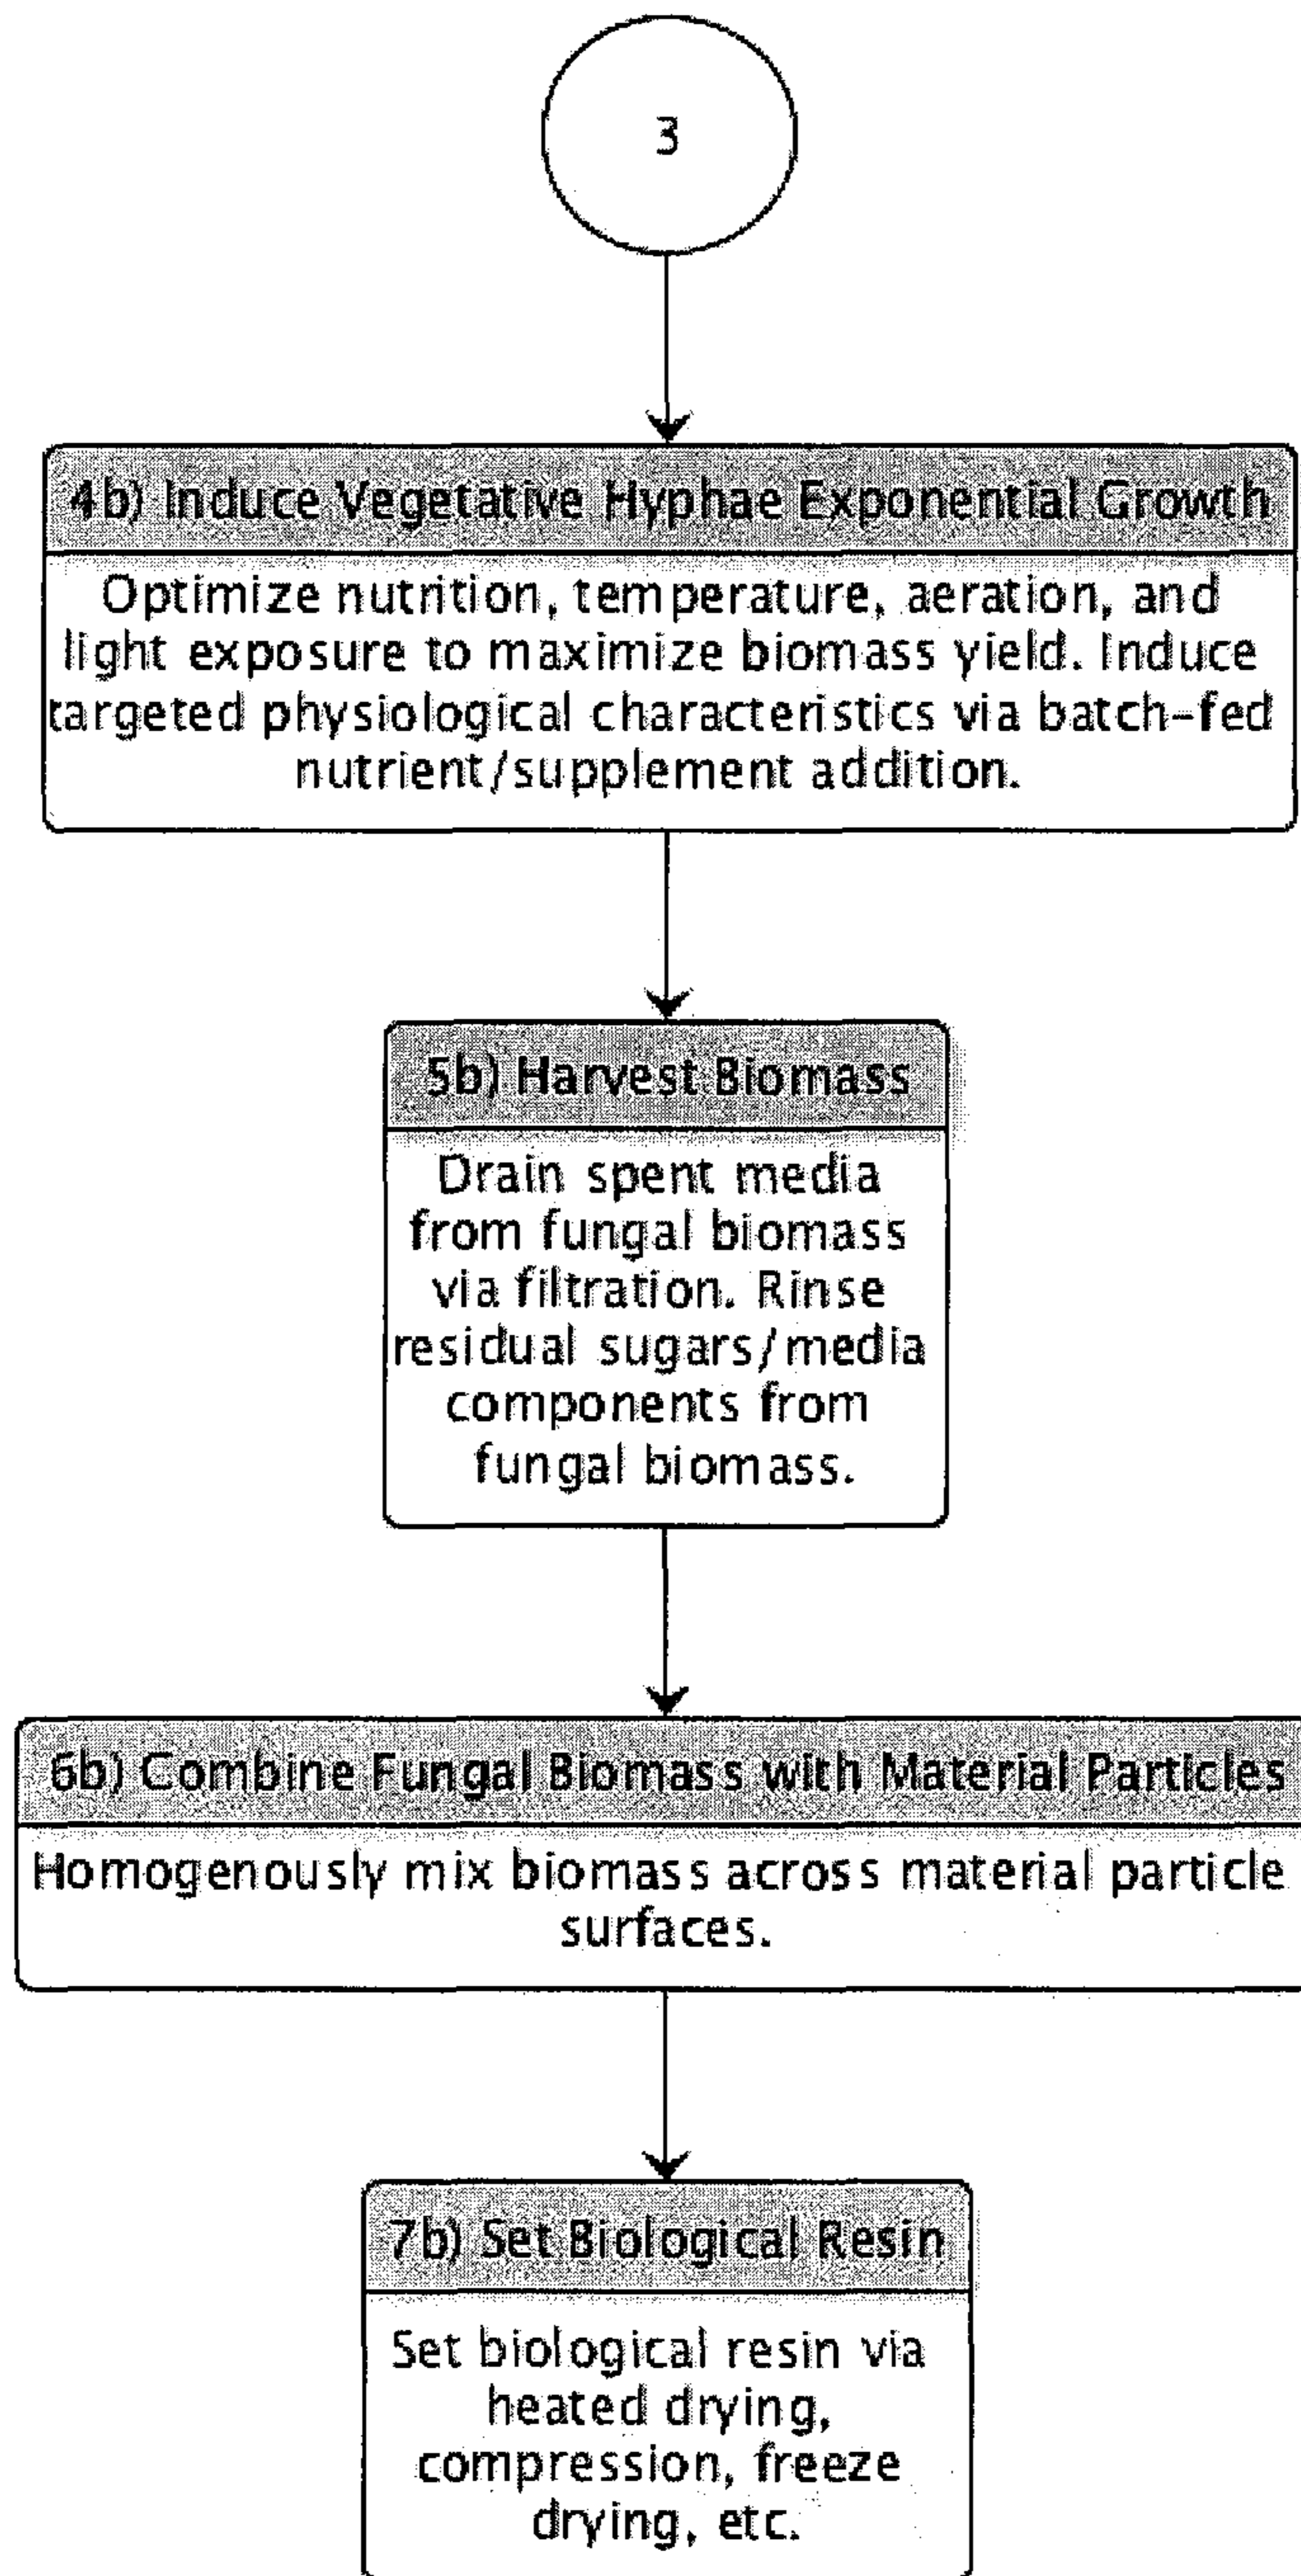 3
4b) Induce Vegetative Hyphae Exponential Growth
Optimize nutrition, temperature, aeration, and
light exposure to maximize biomass yield. Induce
targeted physiological characteristics via batch-fed
nutrient/supplement addition.
5b) Harvest Biomass
Drain spent media
from fungal biomass
via filtration. Rinse
residual sugars/media
components from
fungal biomass.
6b) Combine Fungal Biomass with Material Particles
Homogenously mix biomass across material particle
surfaces.
7b) Set Biological Resin
Set biological resin via
heated drying,
compression, freeze
drying, etc.